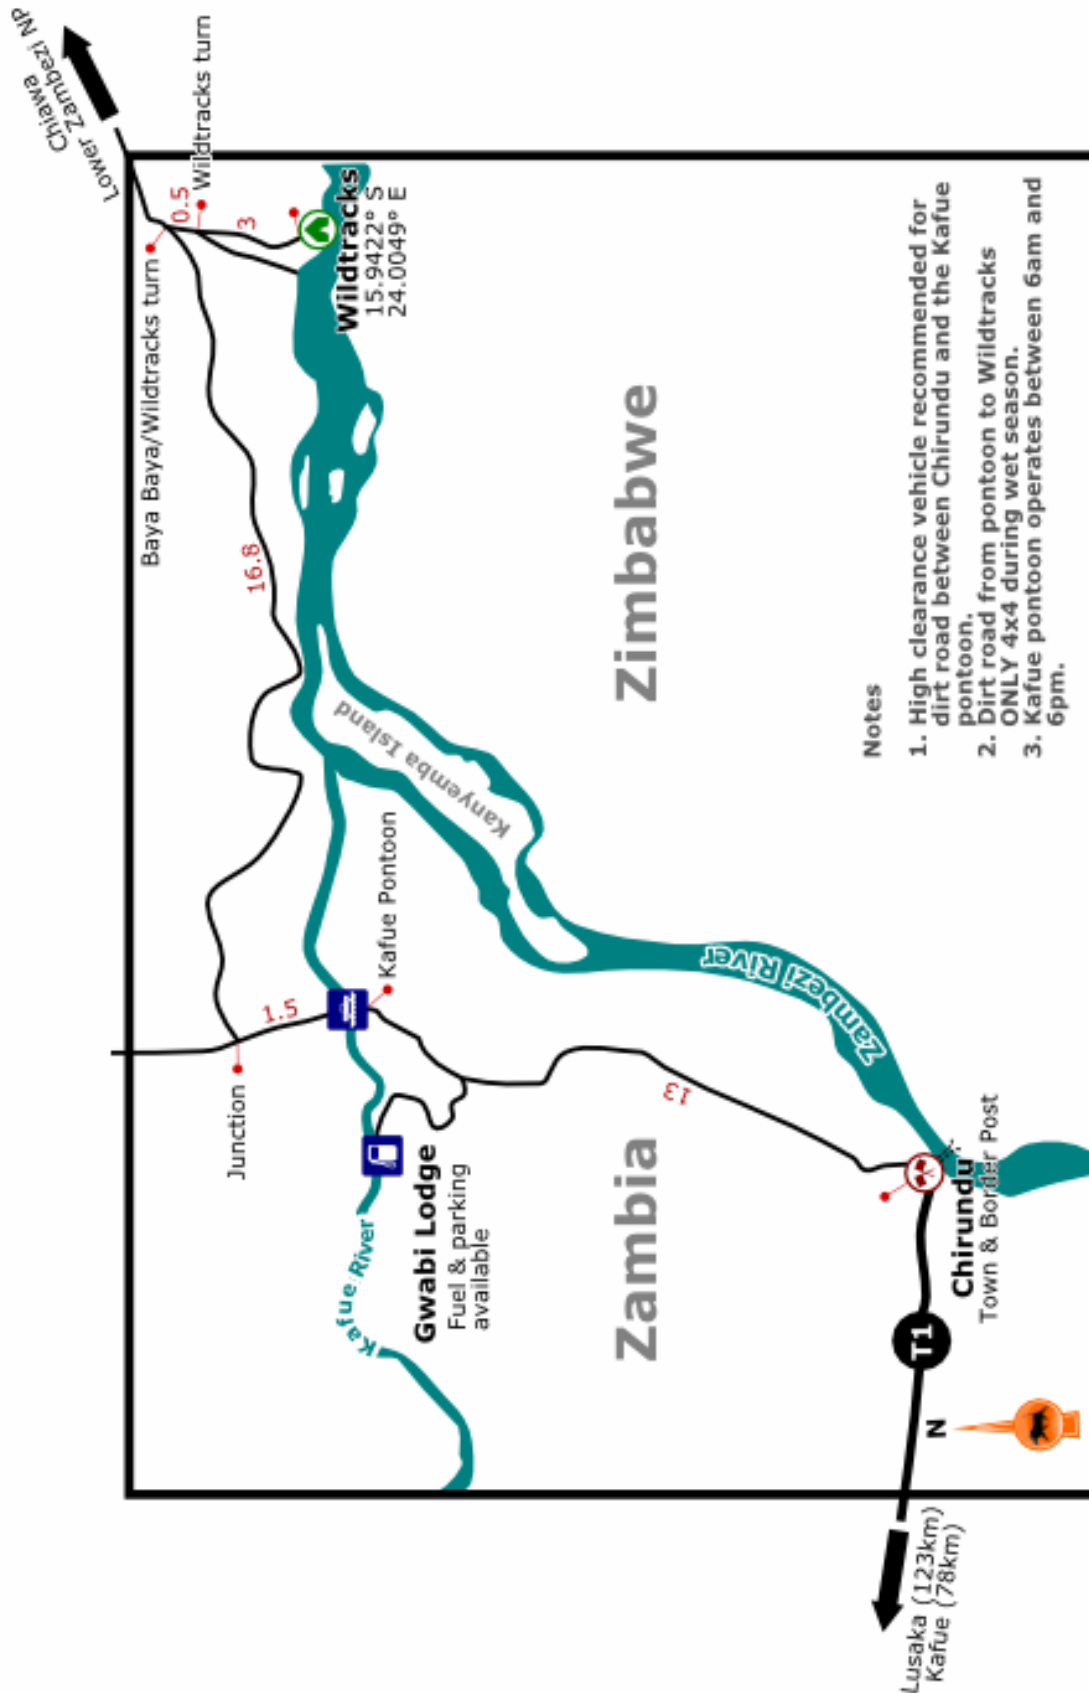 Chiawa
Lower Zambezi NP
Wildtracks turn
0.5
3
Baya Baya/Wildtracks turn
Wildtracks
15.9422° S
24.0049° E
16.8
Kanyemba Island
Zimbabwe
Kafue Pontoon
1.5
Junction
Zambezi River
13
Gwabi Lodge
Fuel & parking
available
Kafue River
Zambia
Chirundu
Town & Border Post
T1
N
Lusaka (123km)
Kafue (78km)
Notes
1. High clearance vehicle recommended for
dirt road between Chirundu and the Kafue
pontoon.
2. Dirt road from pontoon to Wildtracks
ONLY 4x4 during wet season.
3. Kafue pontoon operates between 6am and
6pm.